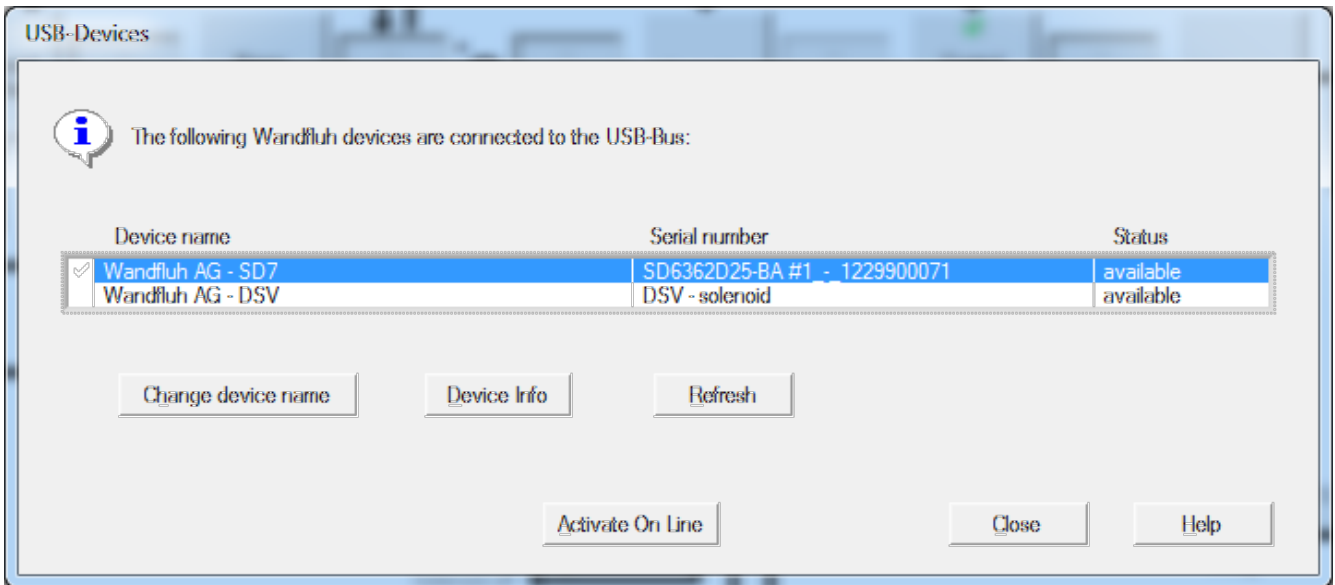 USB-Devices
The following Wandfluh devices are connected to the USB-Bus:
Device name Serial number Status
Wandfluh AG - SD7 SD6362D25-BA #1_-_1229900071 available
Wandfluh AG - DSV DSV - solenoid available
Change device name Device Info Refresh
Activate On Line Close Help